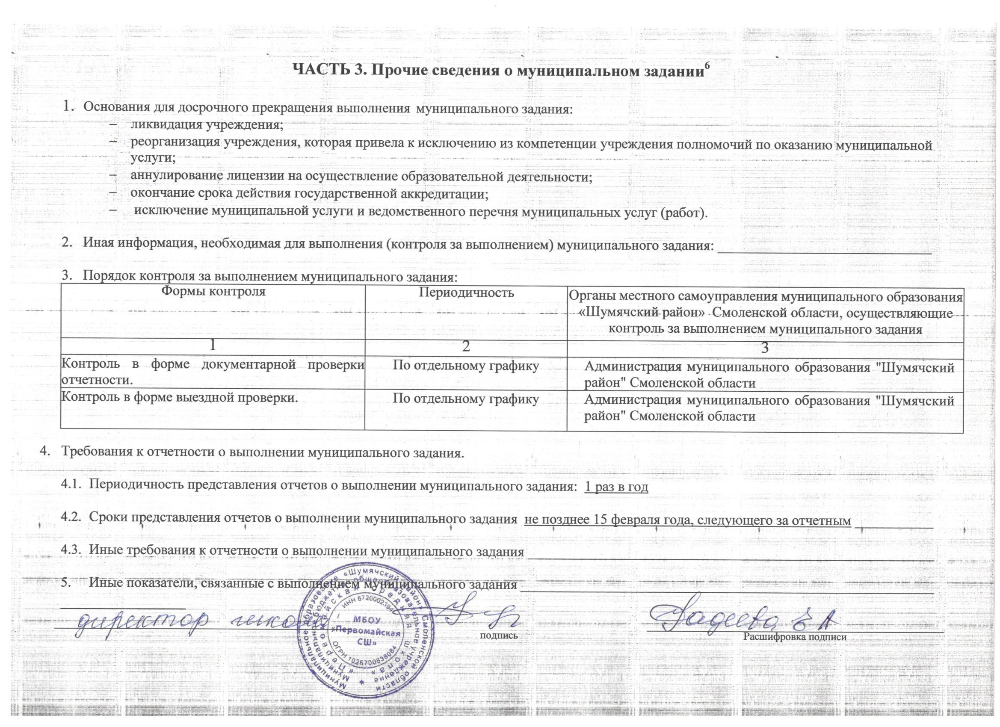 ЧАСТЬ 3. Прочие сведения о муниципальном задании⁶
1. Основания для досрочного прекращения выполнения муниципального задания:
– ликвидация учреждения;
– реорганизация учреждения, которая привела к исключению из компетенции учреждения полномочий по оказанию муниципальной
услуги;
– аннулирование лицензии на осуществление образовательной деятельности;
– окончание срока действия государственной аккредитации;
– исключение муниципальной услуги и ведомственного перечня муниципальных услуг (работ).
2. Иная информация, необходимая для выполнения (контроля за выполнением) муниципального задания:
3. Порядок контроля за выполнением муниципального задания:
Формы контроля
Периодичность
Органы местного самоуправления муниципального образования
«Шумячский район» Смоленской области, осуществляющие
контроль за выполнением муниципального задания
1
2
3
Контроль в форме документарной проверки
отчетности.
По отдельному графику
Администрация муниципального образования "Шумячский
район" Смоленской области
Контроль в форме выездной проверки.
По отдельному графику
Администрация муниципального образования "Шумячский
район" Смоленской области
4. Требования к отчетности о выполнении муниципального задания.
4.1. Периодичность представления отчетов о выполнении муниципального задания: 1 раз в год
4.2. Сроки представления отчетов о выполнении муниципального задания не позднее 15 февраля года, следующего за отчетным
4.3. Иные требования к отчетности о выполнении муниципального задания
5. Иные показатели, связанные с выполнением муниципального задания
директор школы
подпись
Фадеева Е А
Расшифровка подписи
Муниципальное образование «Шумячский район» Смоленской области
Муниципальное бюджетное общеобразовательное учреждение
«Первомайская средняя школа»
ИНН 6720002394
МБОУ
«Первомайская
СШ»
ОГРН 1026700838064